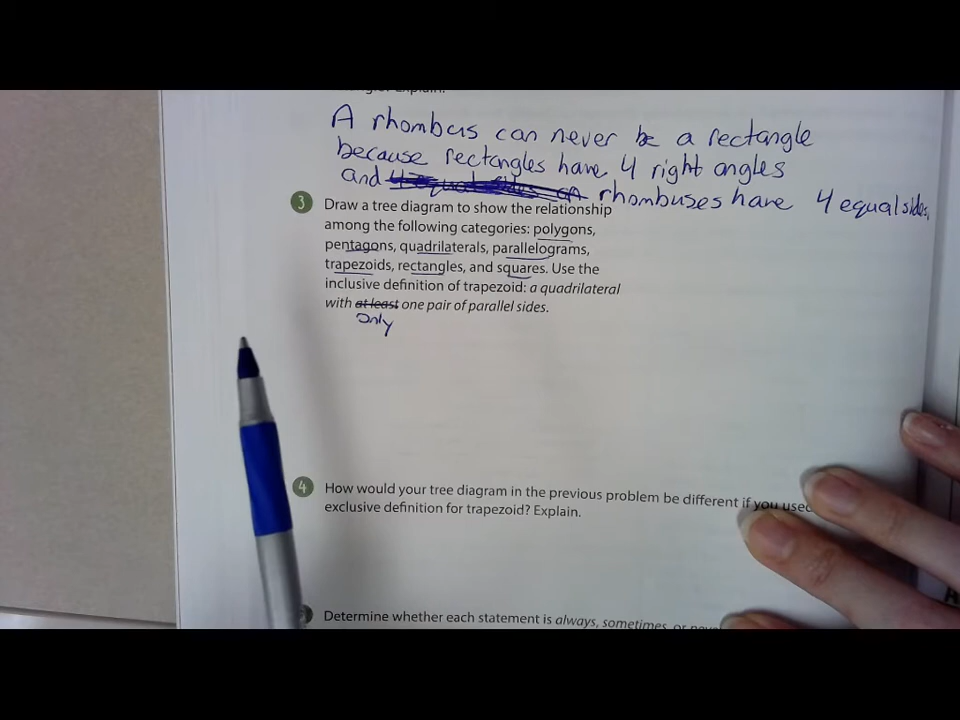 A rhombus can never be a rectangle
because rectangles have 4 right angles
and rhombuses have 4 equal sides.
3 Draw a tree diagram to show the relationship
among the following categories: polygons,
pentagons, quadrilaterals, parallelograms,
trapezoids, rectangles, and squares. Use the
inclusive definition of trapezoid: a quadrilateral
with at least one pair of parallel sides.
only
4 How would your tree diagram in the previous problem be different if you used
exclusive definition for trapezoid? Explain.
Determine whether each statement is always, sometimes, or